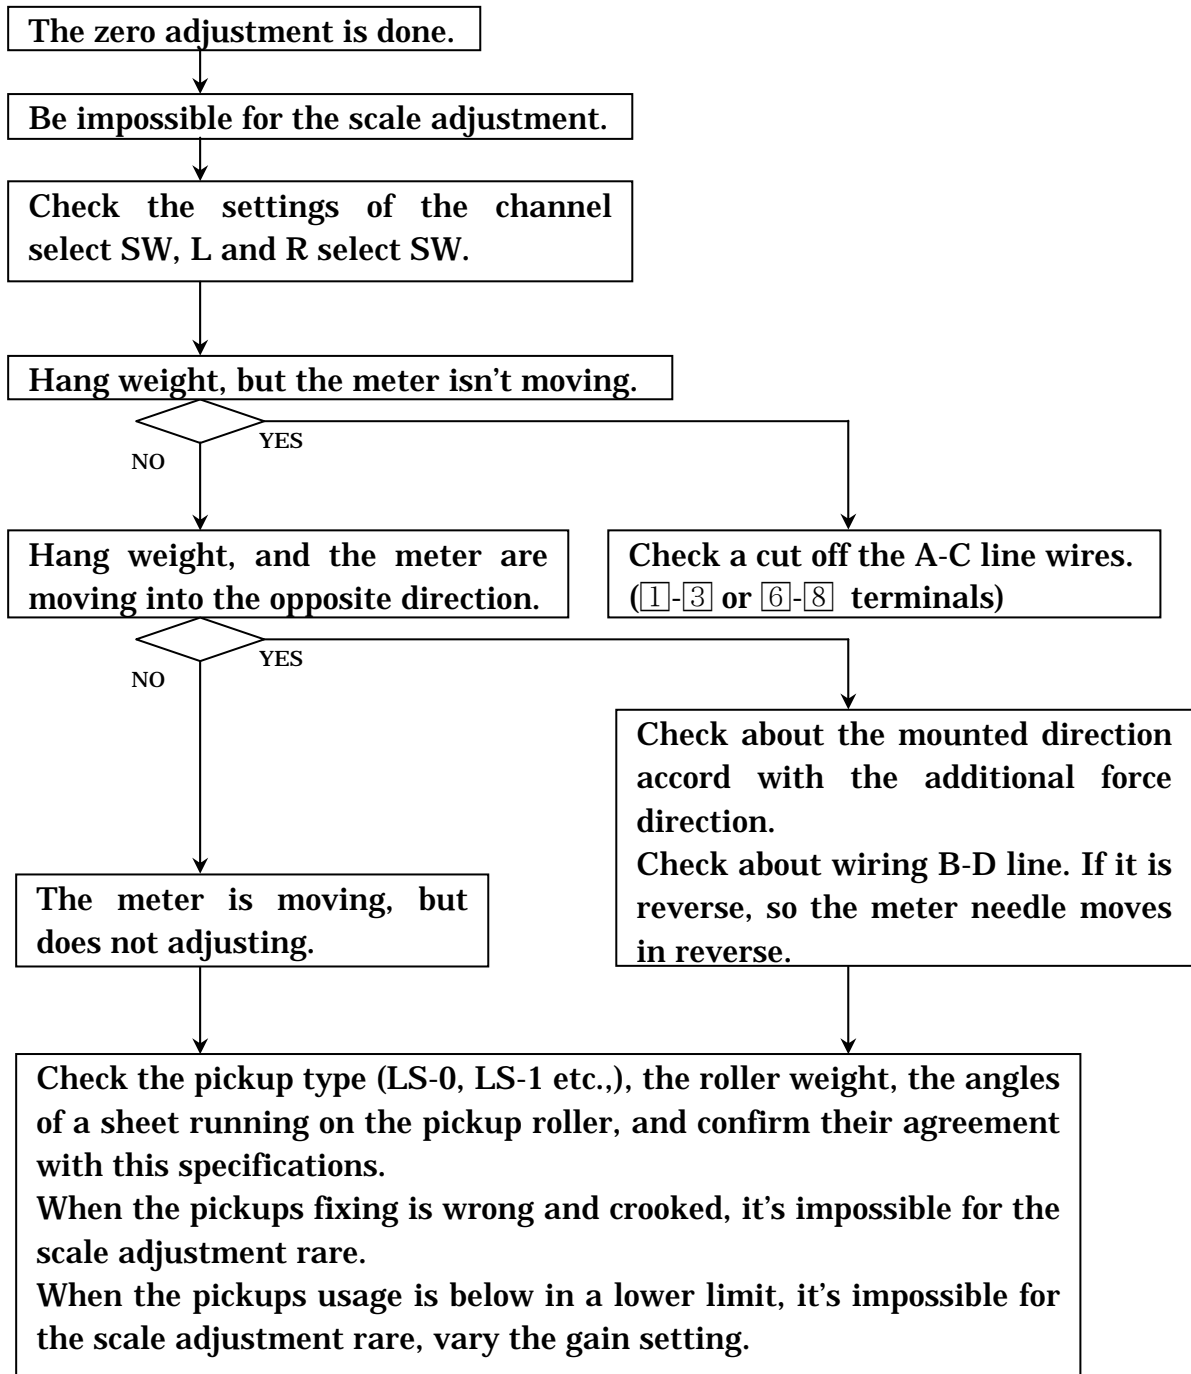 The zero adjustment is done.
Be impossible for the scale adjustment.
Check the settings of the channel
select SW, L and R select SW.
Hang weight, but the meter isn't moving.
YES
NO
Hang weight, and the meter are
moving into the opposite direction.
Check a cut off the A-C line wires.
(1-3 or 6-8 terminals)
YES
NO
Check about the mounted direction
accord with the additional force
direction.
Check about wiring B-D line. If it is
reverse, so the meter needle moves
in reverse.
The meter is moving, but
does not adjusting.
Check the pickup type (LS-0, LS-1 etc.,), the roller weight, the angles
of a sheet running on the pickup roller, and confirm their agreement
with this specifications.
When the pickups fixing is wrong and crooked, it's impossible for the
scale adjustment rare.
When the pickups usage is below in a lower limit, it's impossible for
the scale adjustment rare, vary the gain setting.